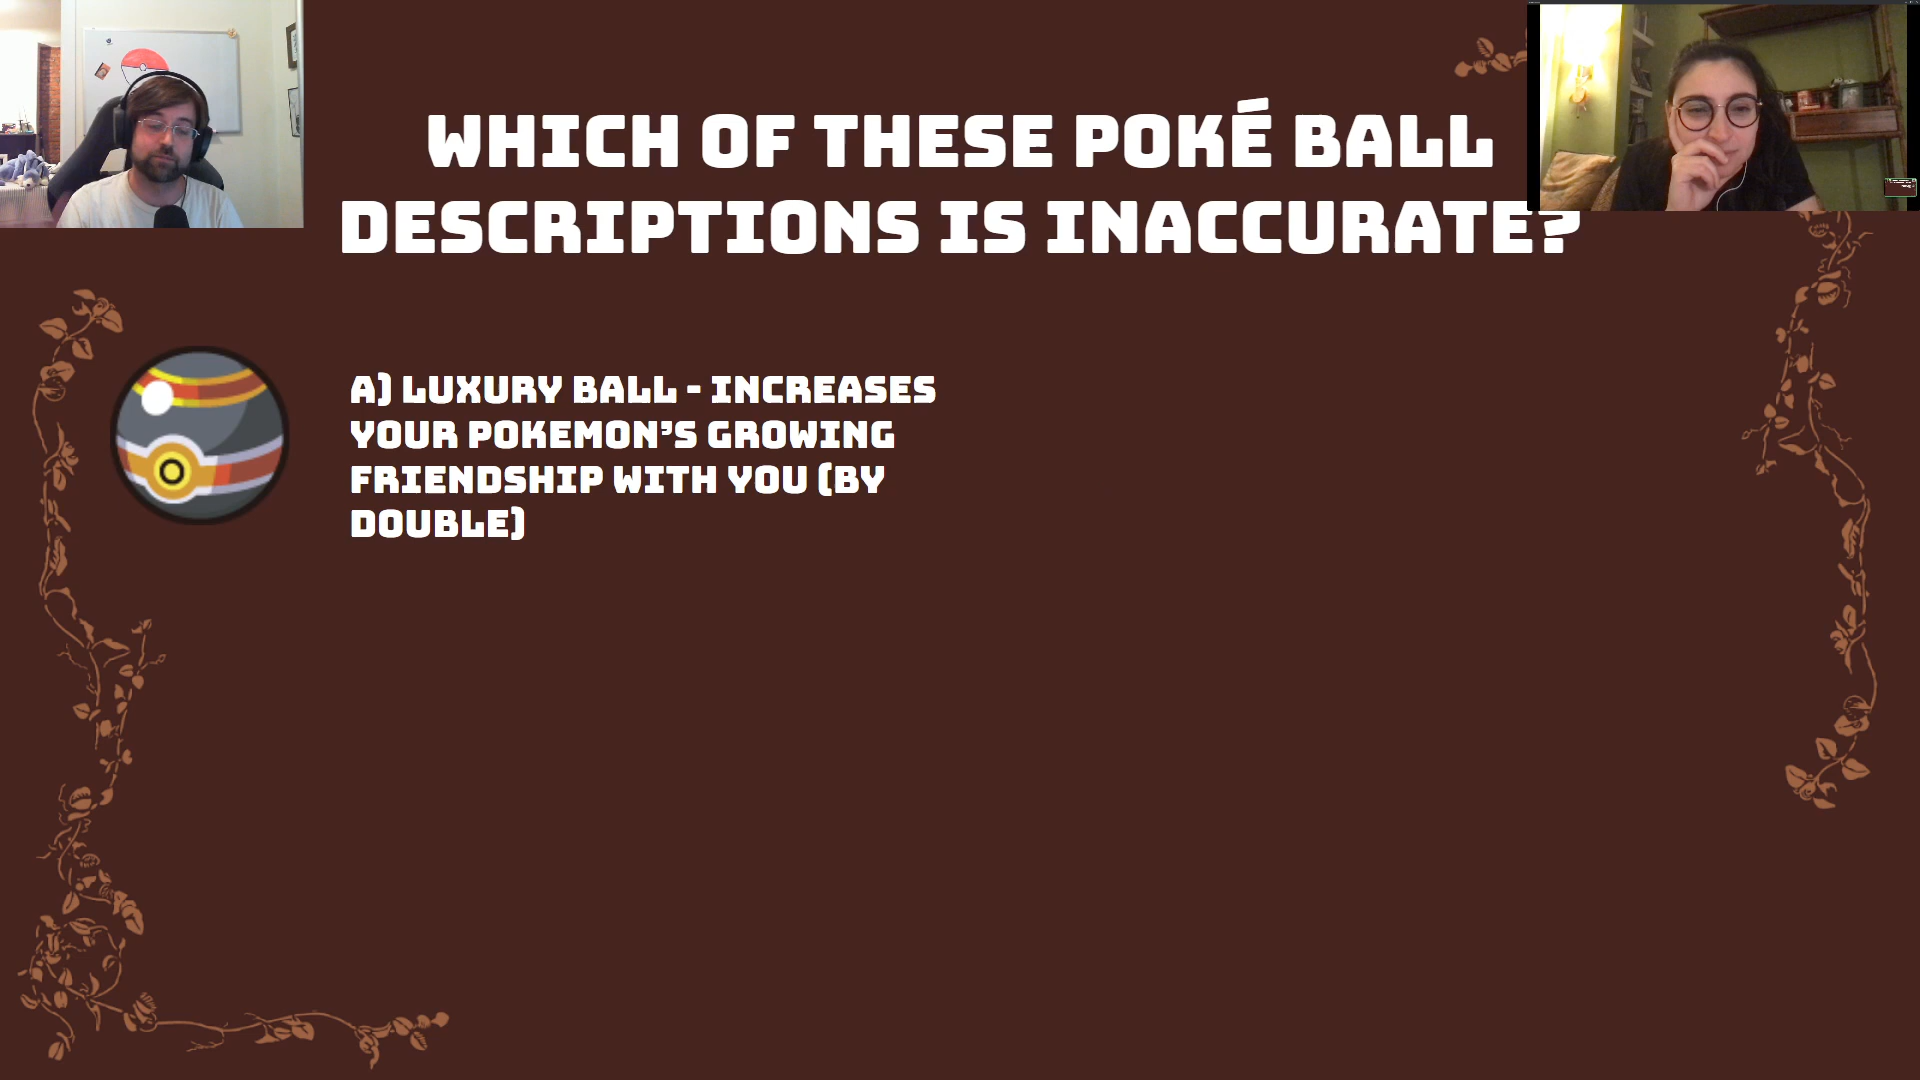 WHICH OF THESE POKÉ BALL
DESCRIPTIONS IS INACCURATE?
A) LUXURY BALL - INCREASES
YOUR POKEMON'S GROWING
FRIENDSHIP WITH YOU (BY
DOUBLE)